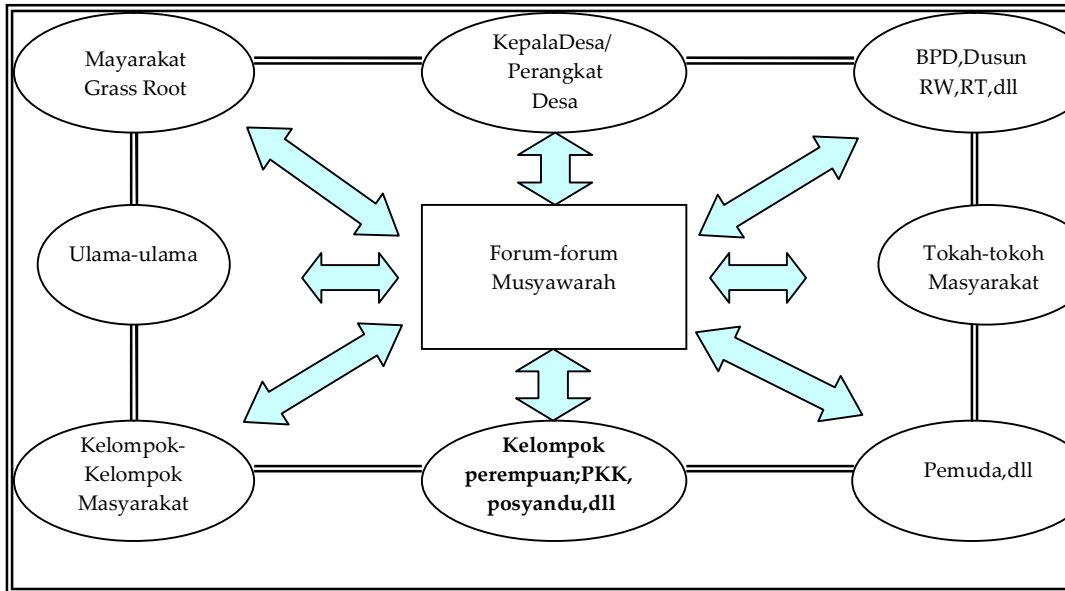 Mayarakat
Grass Root
KepalaDesa/
Perangkat
Desa
BPD,Dusun
RW,RT,dll
Ulama-ulama
Forum-forum
Musyawarah
Tokah-tokoh
Masyarakat
Kelompok-
Kelompok
Masyarakat
Kelompok
perempuan;PKK,
posyandu,dll
Pemuda,dll